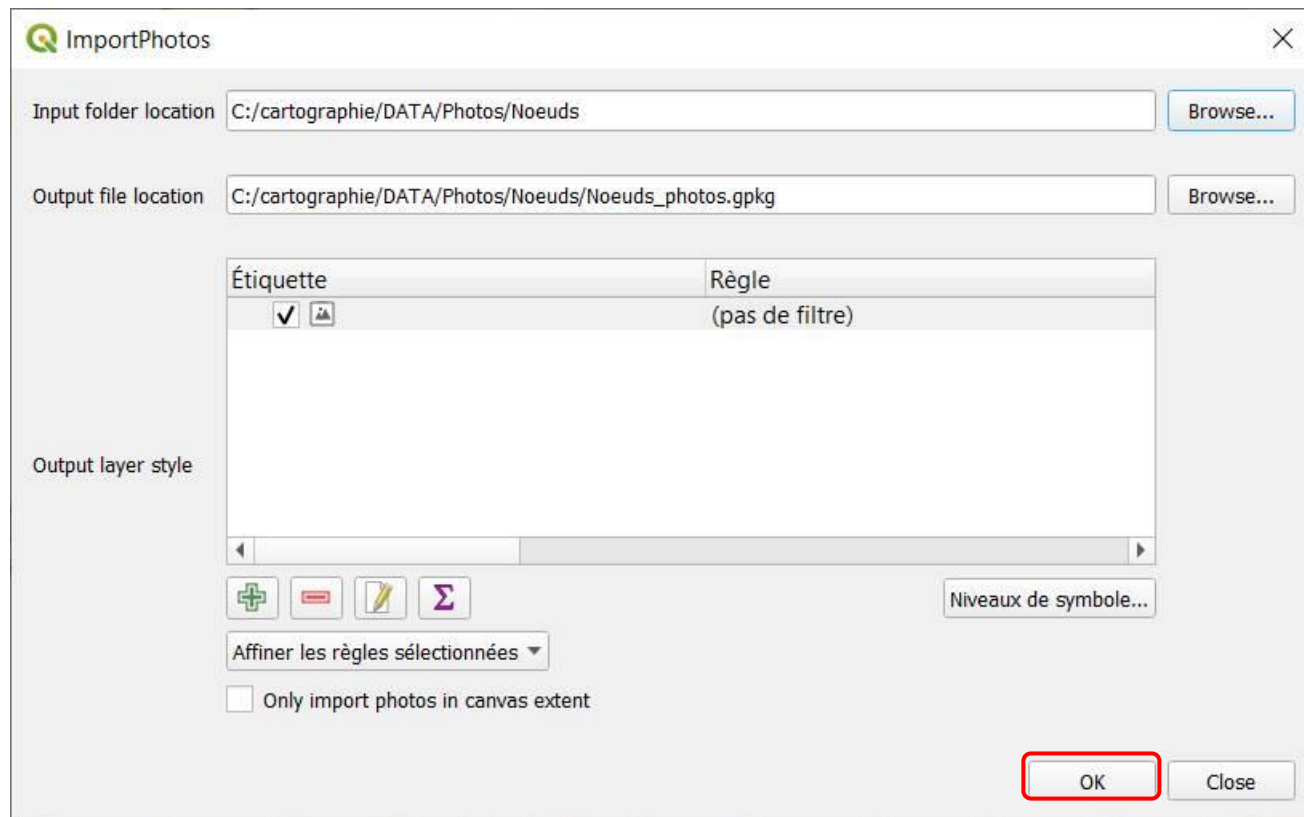 ImportPhotos
Input folder location C:/cartographie/DATA/Photos/Noeuds Browse...
Output file location C:/cartographie/DATA/Photos/Noeuds/Noeuds_photos.gpkg Browse...
Étiquette Règle
(pas de filtre)
Output layer style
Niveaux de symbole...
Affiner les règles sélectionnées
Only import photos in canvas extent
OK Close